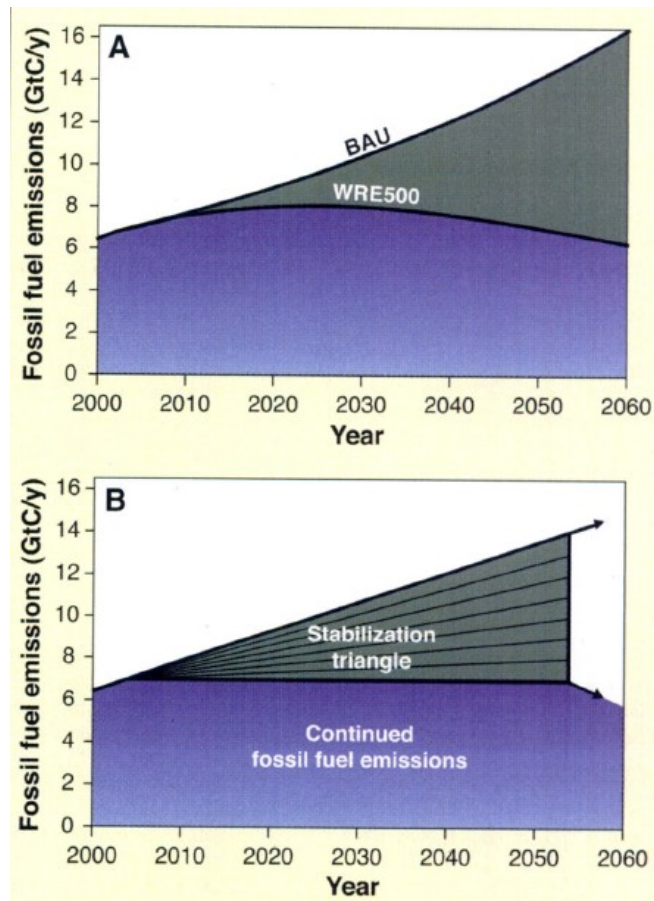 A
Fossil fuel emissions (GtC/y)
16
14
12
10
8
6
4
2
0
BAU
WRE500
2000 2010 2020 2030 2040 2050 2060
Year
B
Fossil fuel emissions (GtC/y)
16
14
12
10
8
6
4
2
0
Stabilization
triangle
Continued
fossil fuel emissions
2000 2010 2020 2030 2040 2050 2060
Year